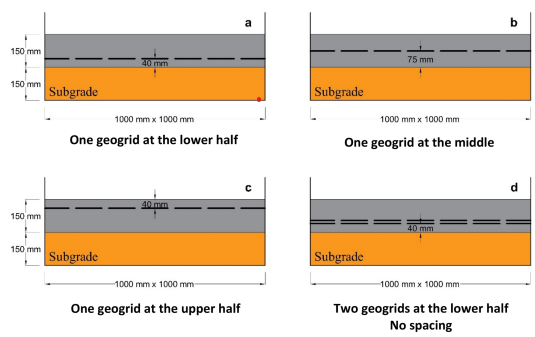 a
150 mm
40 mm
150 mm
Subgrade
1000 mm x 1000 mm
One geogrid at the lower half
b
75 mm
Subgrade
1000 mm x 1000 mm
One geogrid at the middle
c
40 mm
150 mm
150 mm
Subgrade
1000 mm x 1000 mm
One geogrid at the upper half
d
40 mm
Subgrade
1000 mm x 1000 mm
Two geogrids at the lower half
No spacing